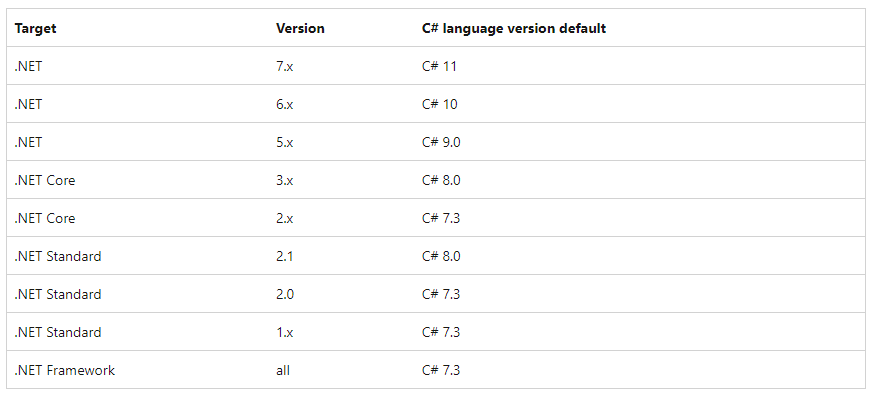 Target Version C# language version default
.NET 7.x C# 11
.NET 6.x C# 10
.NET 5.x C# 9.0
.NET Core 3.x C# 8.0
.NET Core 2.x C# 7.3
.NET Standard 2.1 C# 8.0
.NET Standard 2.0 C# 7.3
.NET Standard 1.x C# 7.3
.NET Framework all C# 7.3